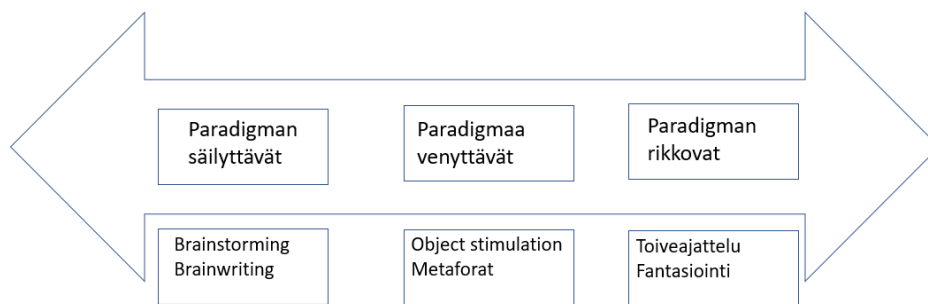 Paradigman
säilyttävät
Paradigmaa
venyttävät
Paradigman
rikkovat
Brainstorming
Brainwriting
Object stimulation
Metaforat
Toiveajattelu
Fantasiointi